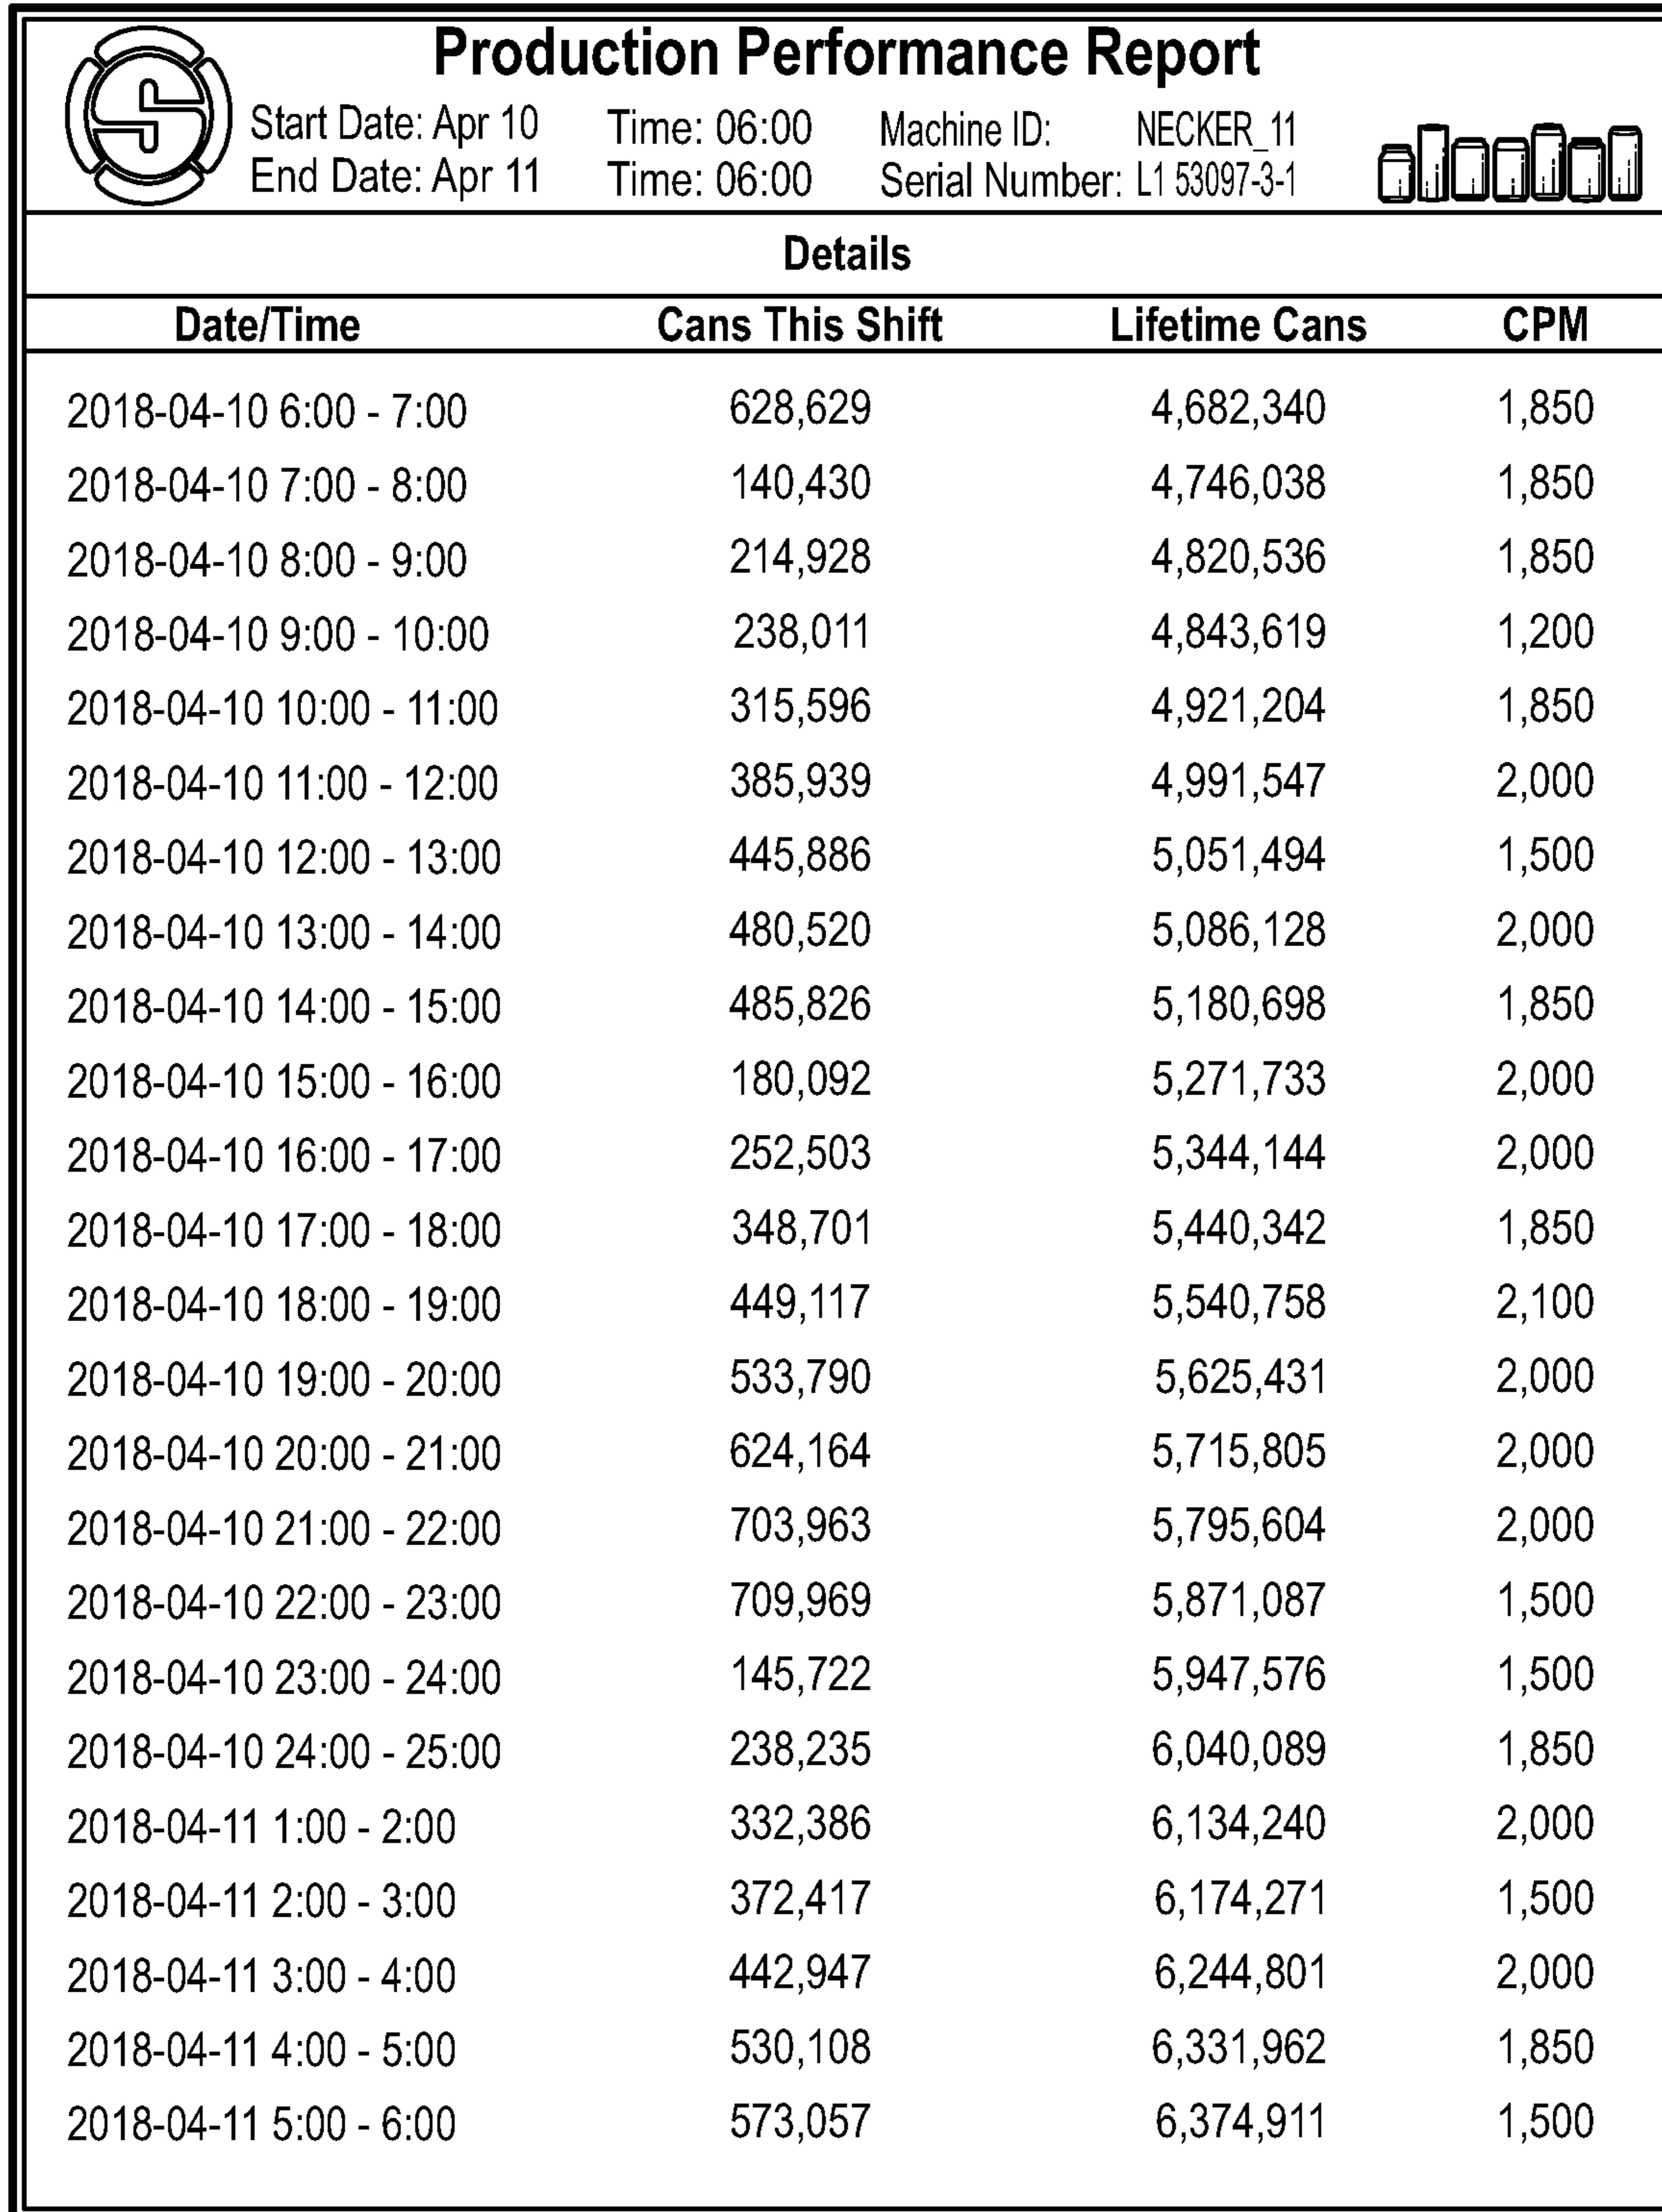 Production Performance Report
Start Date: Apr 10 Time: 06:00 Machine ID: NECKER_11
End Date: Apr 11 Time: 06:00 Serial Number: L1 53097-3-1
Details
Date/Time Cans This Shift Lifetime Cans CPM
2018-04-10 6:00 - 7:00 628,629 4,682,340 1,850
2018-04-10 7:00 - 8:00 140,430 4,746,038 1,850
2018-04-10 8:00 - 9:00 214,928 4,820,536 1,850
2018-04-10 9:00 - 10:00 238,011 4,843,619 1,200
2018-04-10 10:00 - 11:00 315,596 4,921,204 1,850
2018-04-10 11:00 - 12:00 385,939 4,991,547 2,000
2018-04-10 12:00 - 13:00 445,886 5,051,494 1,500
2018-04-10 13:00 - 14:00 480,520 5,086,128 2,000
2018-04-10 14:00 - 15:00 485,826 5,180,698 1,850
2018-04-10 15:00 - 16:00 180,092 5,271,733 2,000
2018-04-10 16:00 - 17:00 252,503 5,344,144 2,000
2018-04-10 17:00 - 18:00 348,701 5,440,342 1,850
2018-04-10 18:00 - 19:00 449,117 5,540,758 2,100
2018-04-10 19:00 - 20:00 533,790 5,625,431 2,000
2018-04-10 20:00 - 21:00 624,164 5,715,805 2,000
2018-04-10 21:00 - 22:00 703,963 5,795,604 2,000
2018-04-10 22:00 - 23:00 709,969 5,871,087 1,500
2018-04-10 23:00 - 24:00 145,722 5,947,576 1,500
2018-04-10 24:00 - 25:00 238,235 6,040,089 1,850
2018-04-11 1:00 - 2:00 332,386 6,134,240 2,000
2018-04-11 2:00 - 3:00 372,417 6,174,271 1,500
2018-04-11 3:00 - 4:00 442,947 6,244,801 2,000
2018-04-11 4:00 - 5:00 530,108 6,331,962 1,850
2018-04-11 5:00 - 6:00 573,057 6,374,911 1,500